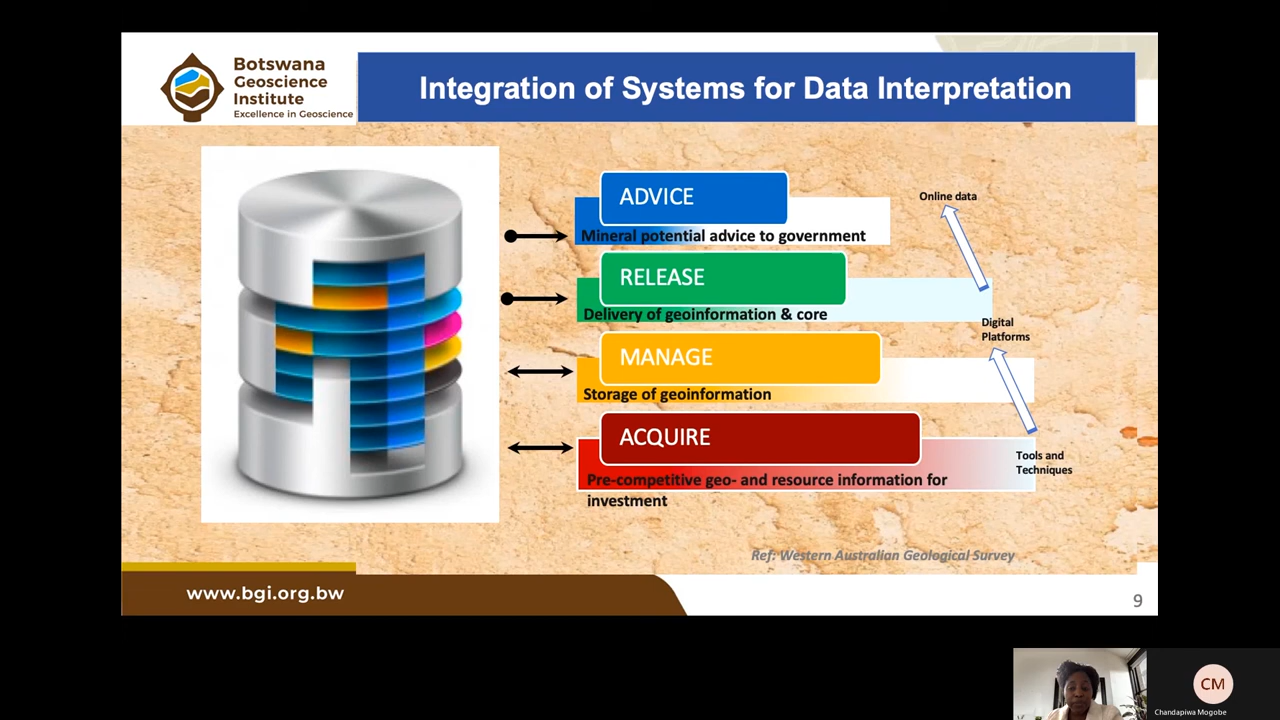 Botswana
Geoscience
Institute
Excellence in Geoscience
Integration of Systems for Data Interpretation
ADVICE
Mineral potential advice to government
Online data
RELEASE
Delivery of geoinformation & core
Digital
Platforms
MANAGE
Storage of geoinformation
ACQUIRE
Pre-competitive geo- and resource information for
investment
Tools and
Techniques
Ref: Western Australian Geological Survey
www.bgi.org.bw
9
CM
Chandapiwa Mogobe